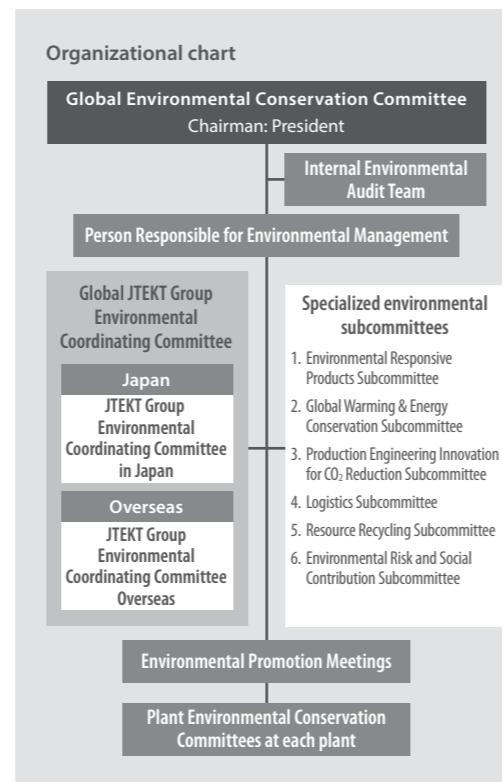 Organizational chart
Global Environmental Conservation Committee
Chairman: President
Internal Environmental
Audit Team
Person Responsible for Environmental Management
Global JTEKT Group
Environmental
Coordinating Committee
Japan
JTEKT Group
Environmental
Coordinating Committee
in Japan
Overseas
JTEKT Group
Environmental
Coordinating Committee
Overseas
Specialized environmental
subcommittees
1. Environmental Responsive
Products Subcommittee
2. Global Warming & Energy
Conservation Subcommittee
3. Production Engineering Innovation
for CO₂ Reduction Subcommittee
4. Logistics Subcommittee
5. Resource Recycling Subcommittee
6. Environmental Risk and Social
Contribution Subcommittee
Environmental Promotion Meetings
Plant Environmental Conservation
Committees at each plant